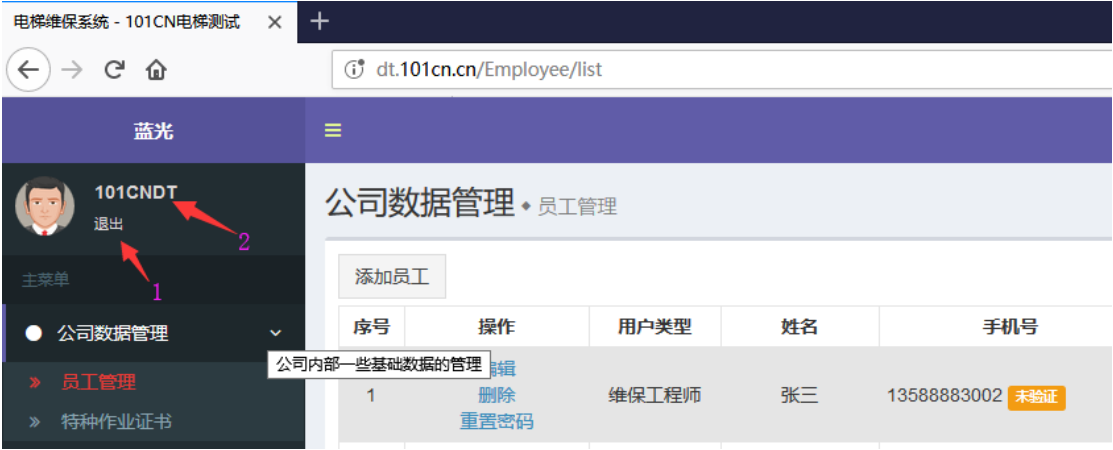 电梯维保系统 - 101CN电梯测试
dt.101cn.cn/Employee/list
蓝光
101CNDT
退出
2
1
主菜单
公司数据管理
公司内部一些基础数据的管理
员工管理
特种作业证书
公司数据管理 员工管理
添加员工
序号 操作 用户类型 姓名 手机号
1 编辑 删除 重置密码 维保工程师 张三 13588883002 未验证